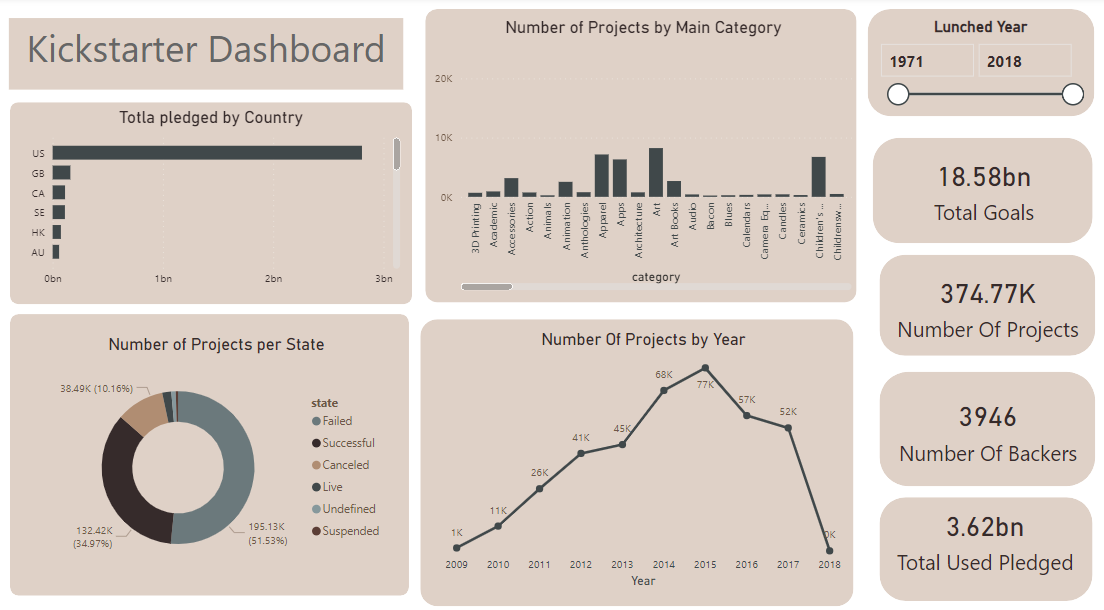 Kickstarter Dashboard
Totla pledged by Country
US
GB
CA
SE
HK
AU
0bn 1bn 2bn 3bn
Number of Projects by Main Category
20K
10K
0K
3D Printing
Academic
Accessories
Action
Animals
Animation
Anthologies
Apparel
Apps
Architecture
Art
Art Books
Audio
Bacon
Blues
Calendars
Camera Eq...
Candles
Ceramics
Children's ...
Childrensw...
category
Lunched Year
1971 2018
18.58bn
Total Goals
374.77K
Number Of Projects
3946
Number Of Backers
3.62bn
Total Used Pledged
Number of Projects per State
38.49K (10.16%)
132.42K
(34.97%)
195.13K
(51.53%)
state
Failed
Successful
Canceled
Live
Undefined
Suspended
Number Of Projects by Year
1K
11K
26K
41K
45K
68K
77K
57K
52K
0K
2009 2010 2011 2012 2013 2014 2015 2016 2017 2018
Year